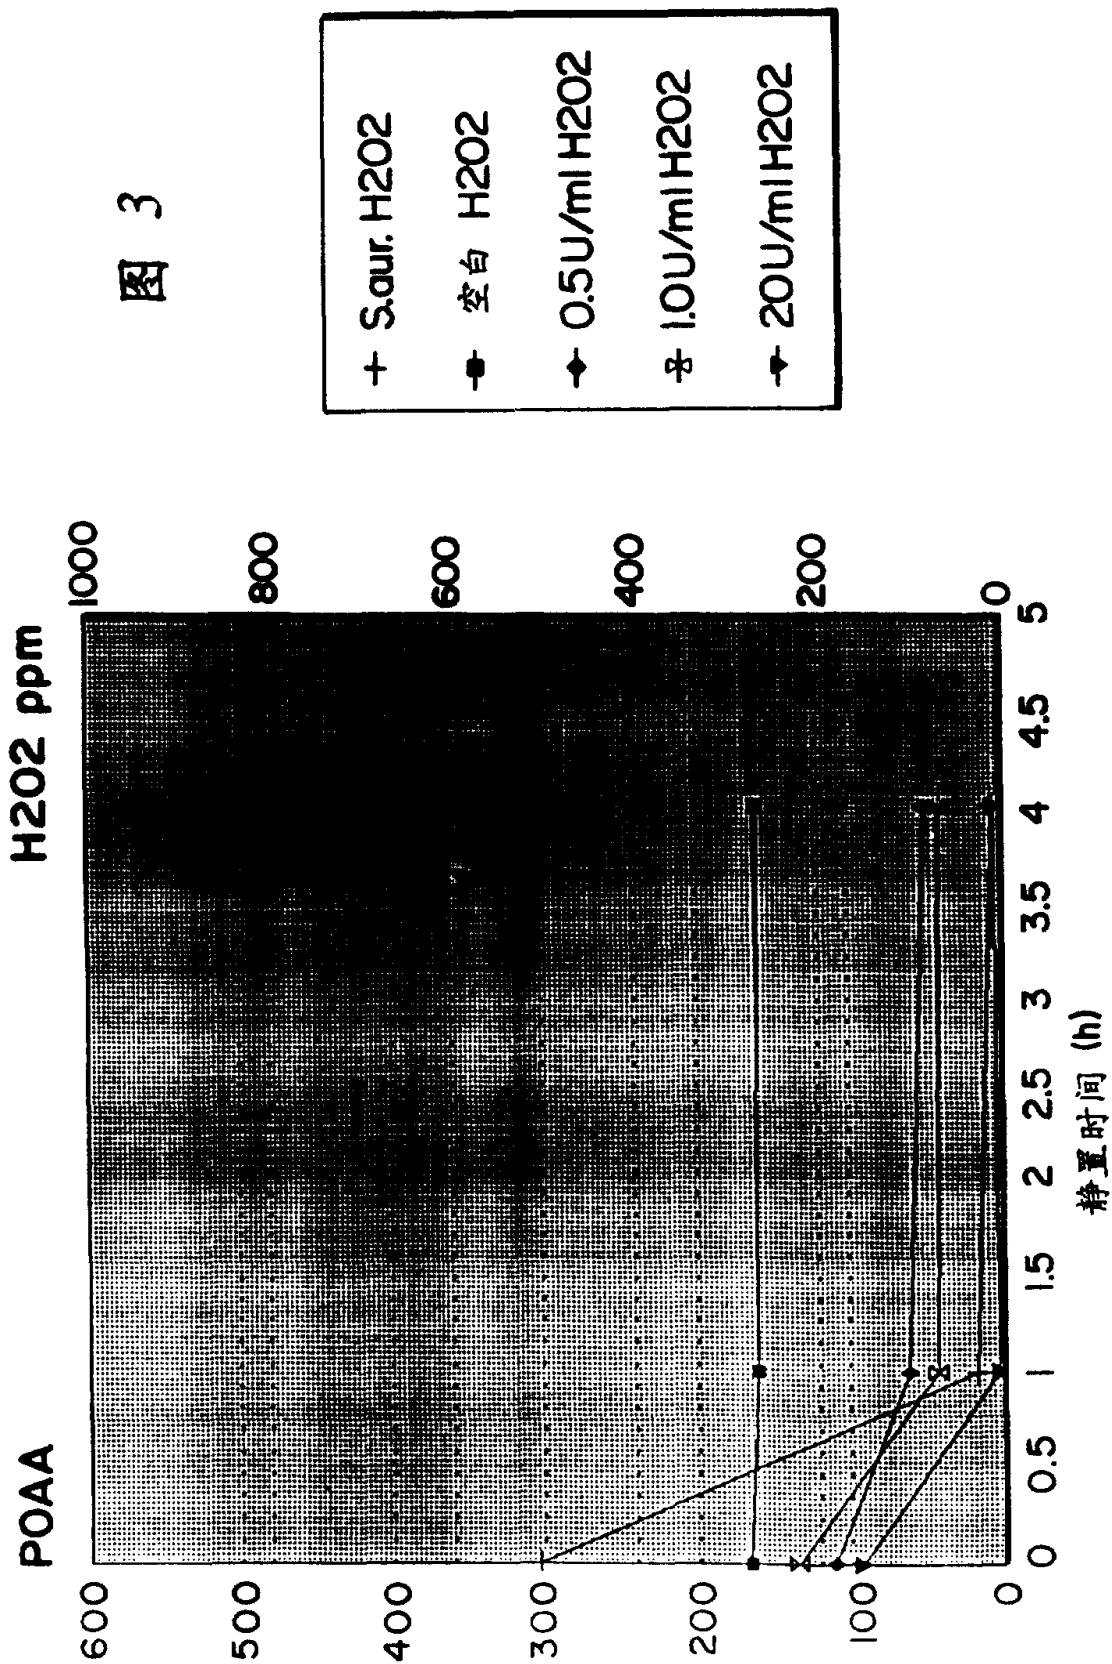 图 3
S.aur. H2O2
空白 H2O2
0.5U/ml H2O2
1.0U/ml H2O2
20U/ml H2O2
POAA
H2O2 ppm
600
500
400
300
200
100
0
1000
800
600
400
200
0
0 0.5 1 1.5 2 2.5 3 3.5 4 4.5 5
静置时间 (h)